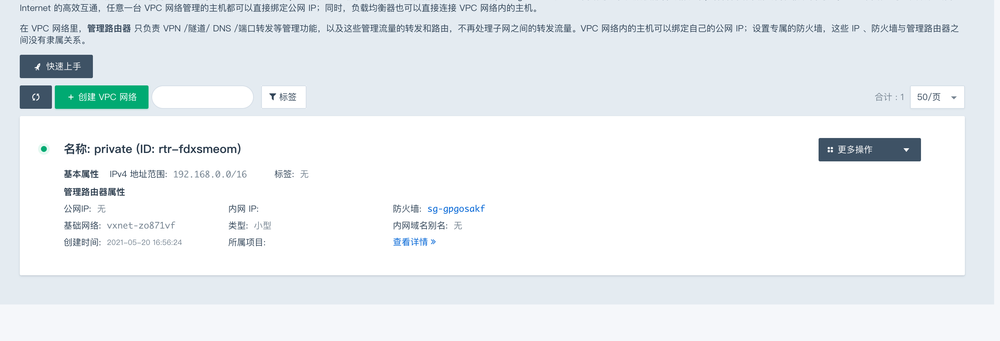 Internet 的高效互通，任意一台 VPC 网络管理的主机都可以直接绑定公网 IP；同时，负载均衡器也可以直接连接 VPC 网络内的主机。
在 VPC 网络里，管理路由器 只负责 VPN /隧道/ DNS /端口转发等管理功能，以及这些管理流量的转发和路由，不再处理子网之间的转发流量。VPC 网络内的主机可以绑定自己的公网 IP；设置专属的防火墙，这些 IP 、防火墙与管理路由器之
间没有隶属关系。
快速上手
+ 创建 VPC 网络 标签 合计 : 1 50/页
名称: private (ID: rtr-fdxsmeom) 更多操作
基本属性 IPv4 地址范围: 192.168.0.0/16 标签: 无
管理路由器属性
公网IP: 无 内网 IP: 防火墙: sg-gpgosakf
基础网络: vxnet-zo871vf 类型: 小型 内网域名别名: 无
创建时间: 2021-05-20 16:56:24 所属项目: 查看详情 »